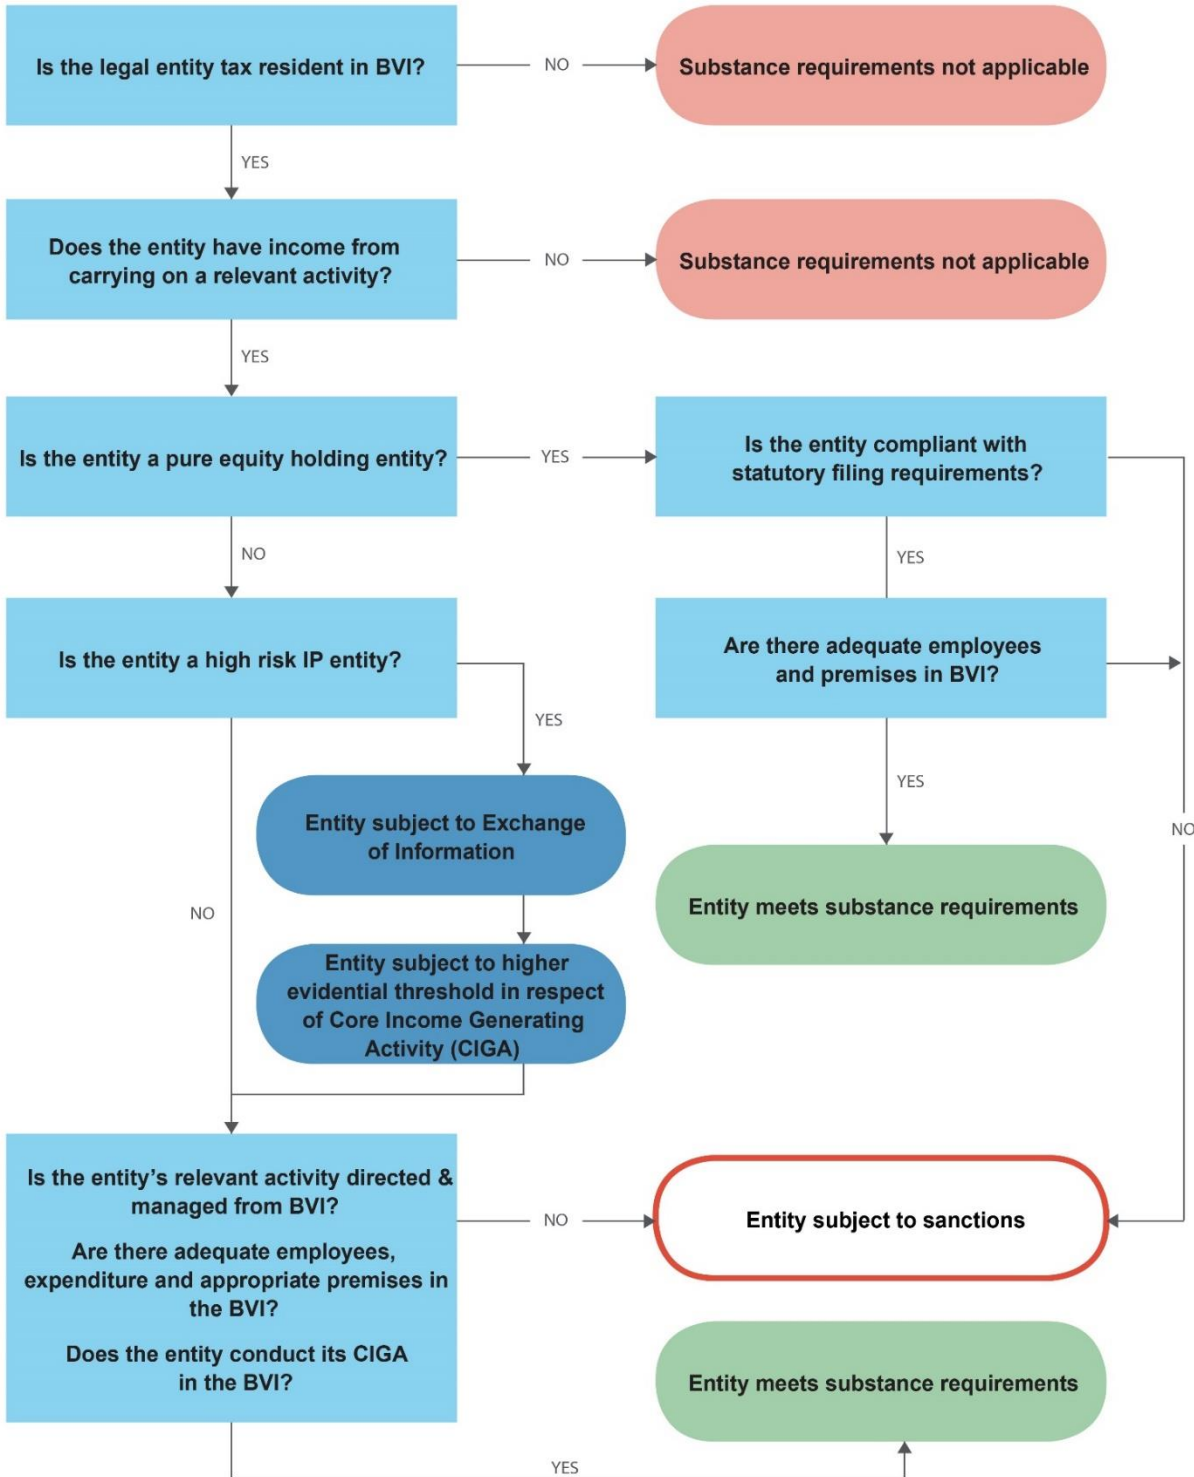 Is the legal entity tax resident in BVI?
NO
Substance requirements not applicable
YES
Does the entity have income from
carrying on a relevant activity?
NO
Substance requirements not applicable
YES
Is the entity a pure equity holding entity?
YES
Is the entity compliant with
statutory filing requirements?
NO
YES
Is the entity a high risk IP entity?
Are there adequate employees
and premises in BVI?
YES
YES
Entity subject to Exchange
of Information
NO
NO
Entity meets substance requirements
Entity subject to higher
evidential threshold in respect
of Core Income Generating
Activity (CIGA)
Is the entity's relevant activity directed &
managed from BVI?
Are there adequate employees,
expenditure and appropriate premises in
the BVI?
Does the entity conduct its CIGA
in the BVI?
NO
Entity subject to sanctions
Entity meets substance requirements
YES